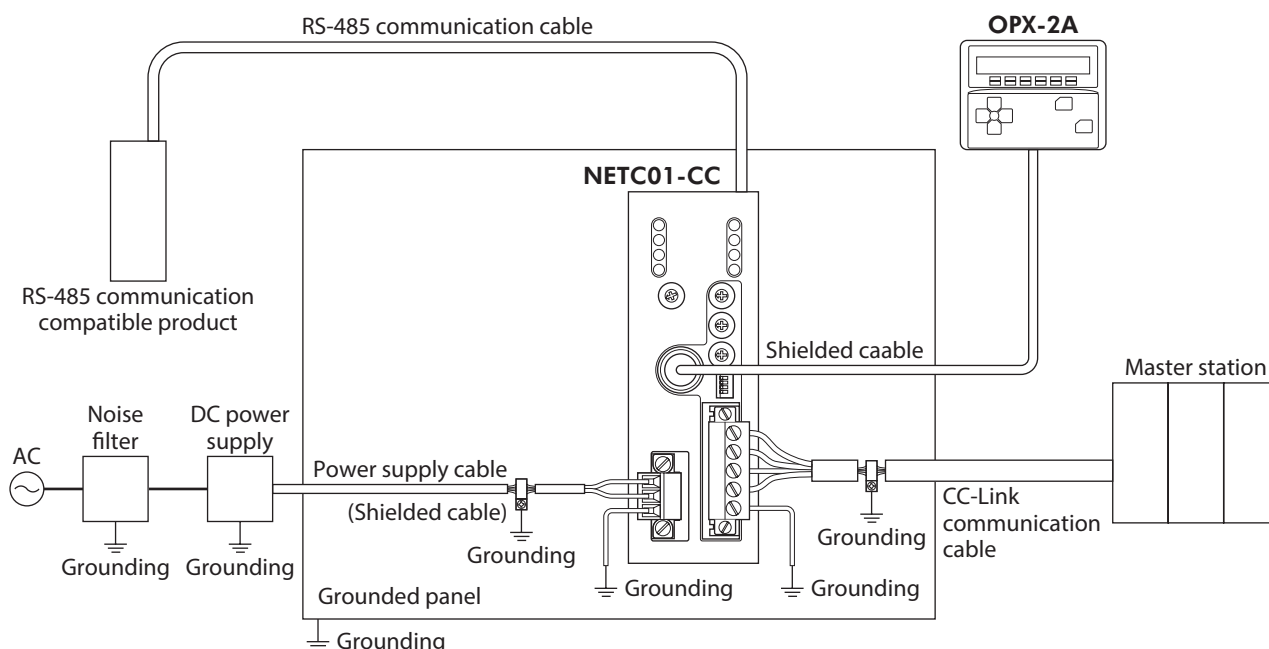 RS-485 communication cable
OPX-2A
NETC01-CC
RS-485 communication
compatible product
Shielded caable
Master station
Noise
filter
DC power
supply
AC
Power supply cable
(Shielded cable)
CC-Link
communication
cable
Grounding
Grounding
Grounding
Grounding
Grounding
Grounding
Grounded panel
Grounding